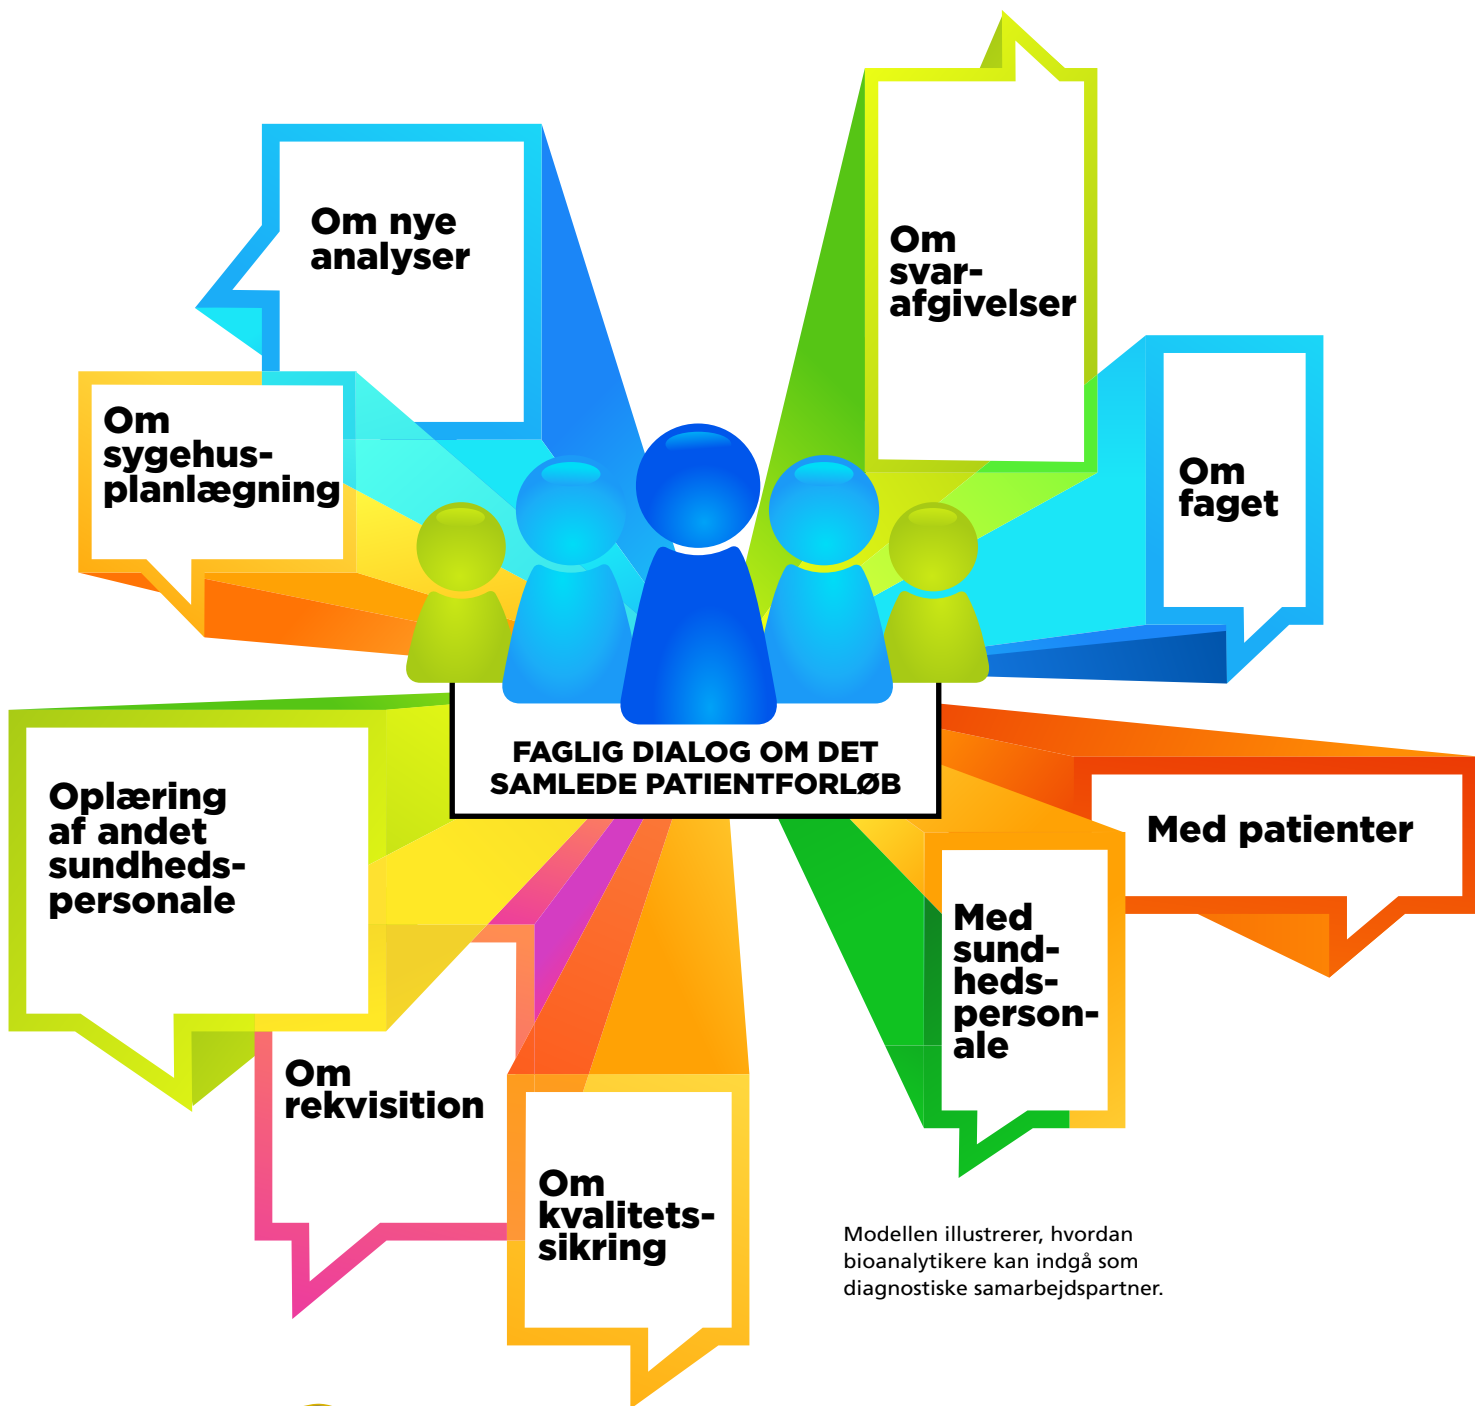 Om nye
analyser
Om
svar-
afgivelser
Om
sygehus-
planlægning
Om
faget
FAGLIG DIALOG OM DET
SAMLEDE PATIENTFORLØB
Oplæring
af andet
sundheds-
personale
Med patienter
Med
sund-
heds-
person-
ale
Om
rekvisition
Om
kvalitets-
sikring
Modellen illustrerer, hvordan
bioanalytikere kan indgå som
diagnostiske samarbejdspartner.